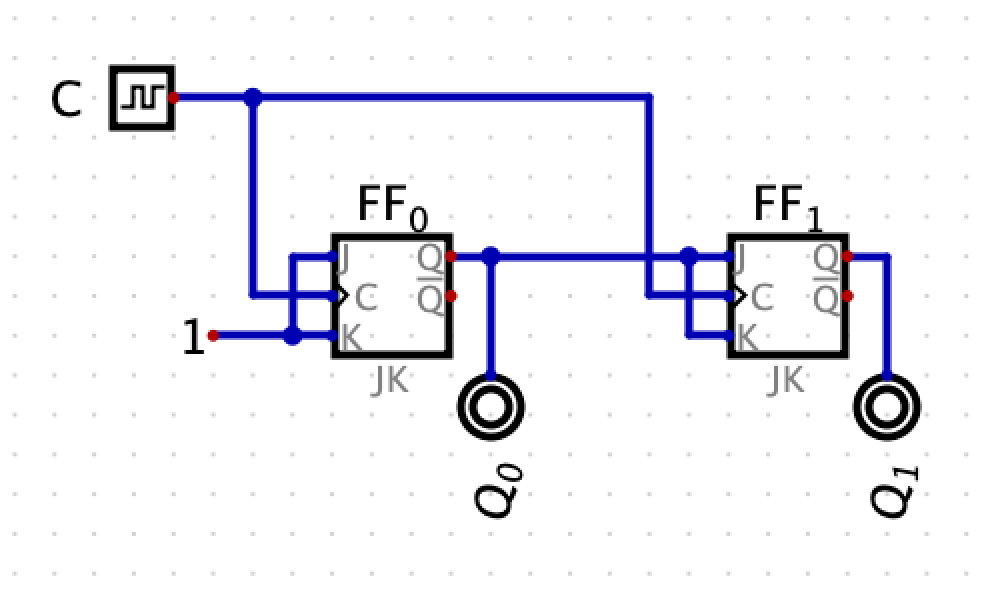 C
FF₀ FF₁
J Q J Q
C Q̅ C Q̅
1 K K
JK JK
Q₀ Q₁